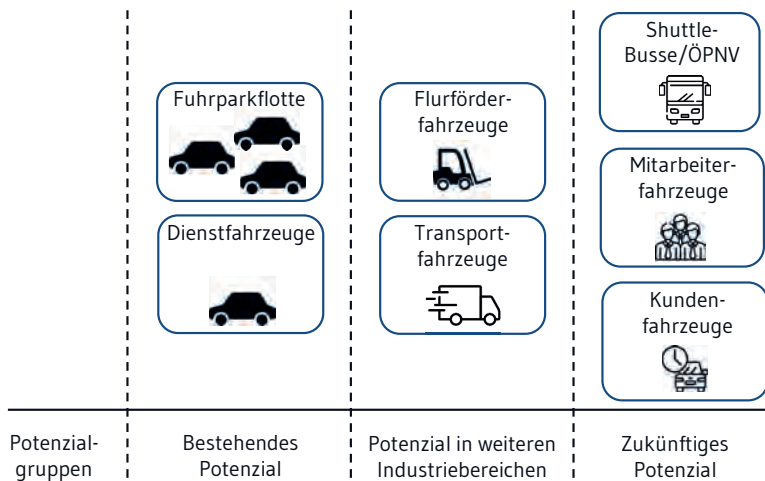 Fuhrparkflotte
Dienstfahrzeuge
Flurförder-
fahrzeuge
Transport-
fahrzeuge
Shuttle-
Busse/ÖPNV
Mitarbeiter-
fahrzeuge
Kunden-
fahrzeuge
Potenzial-
gruppen
Bestehendes
Potenzial
Potenzial in weiteren
Industriebereichen
Zukünftiges
Potenzial